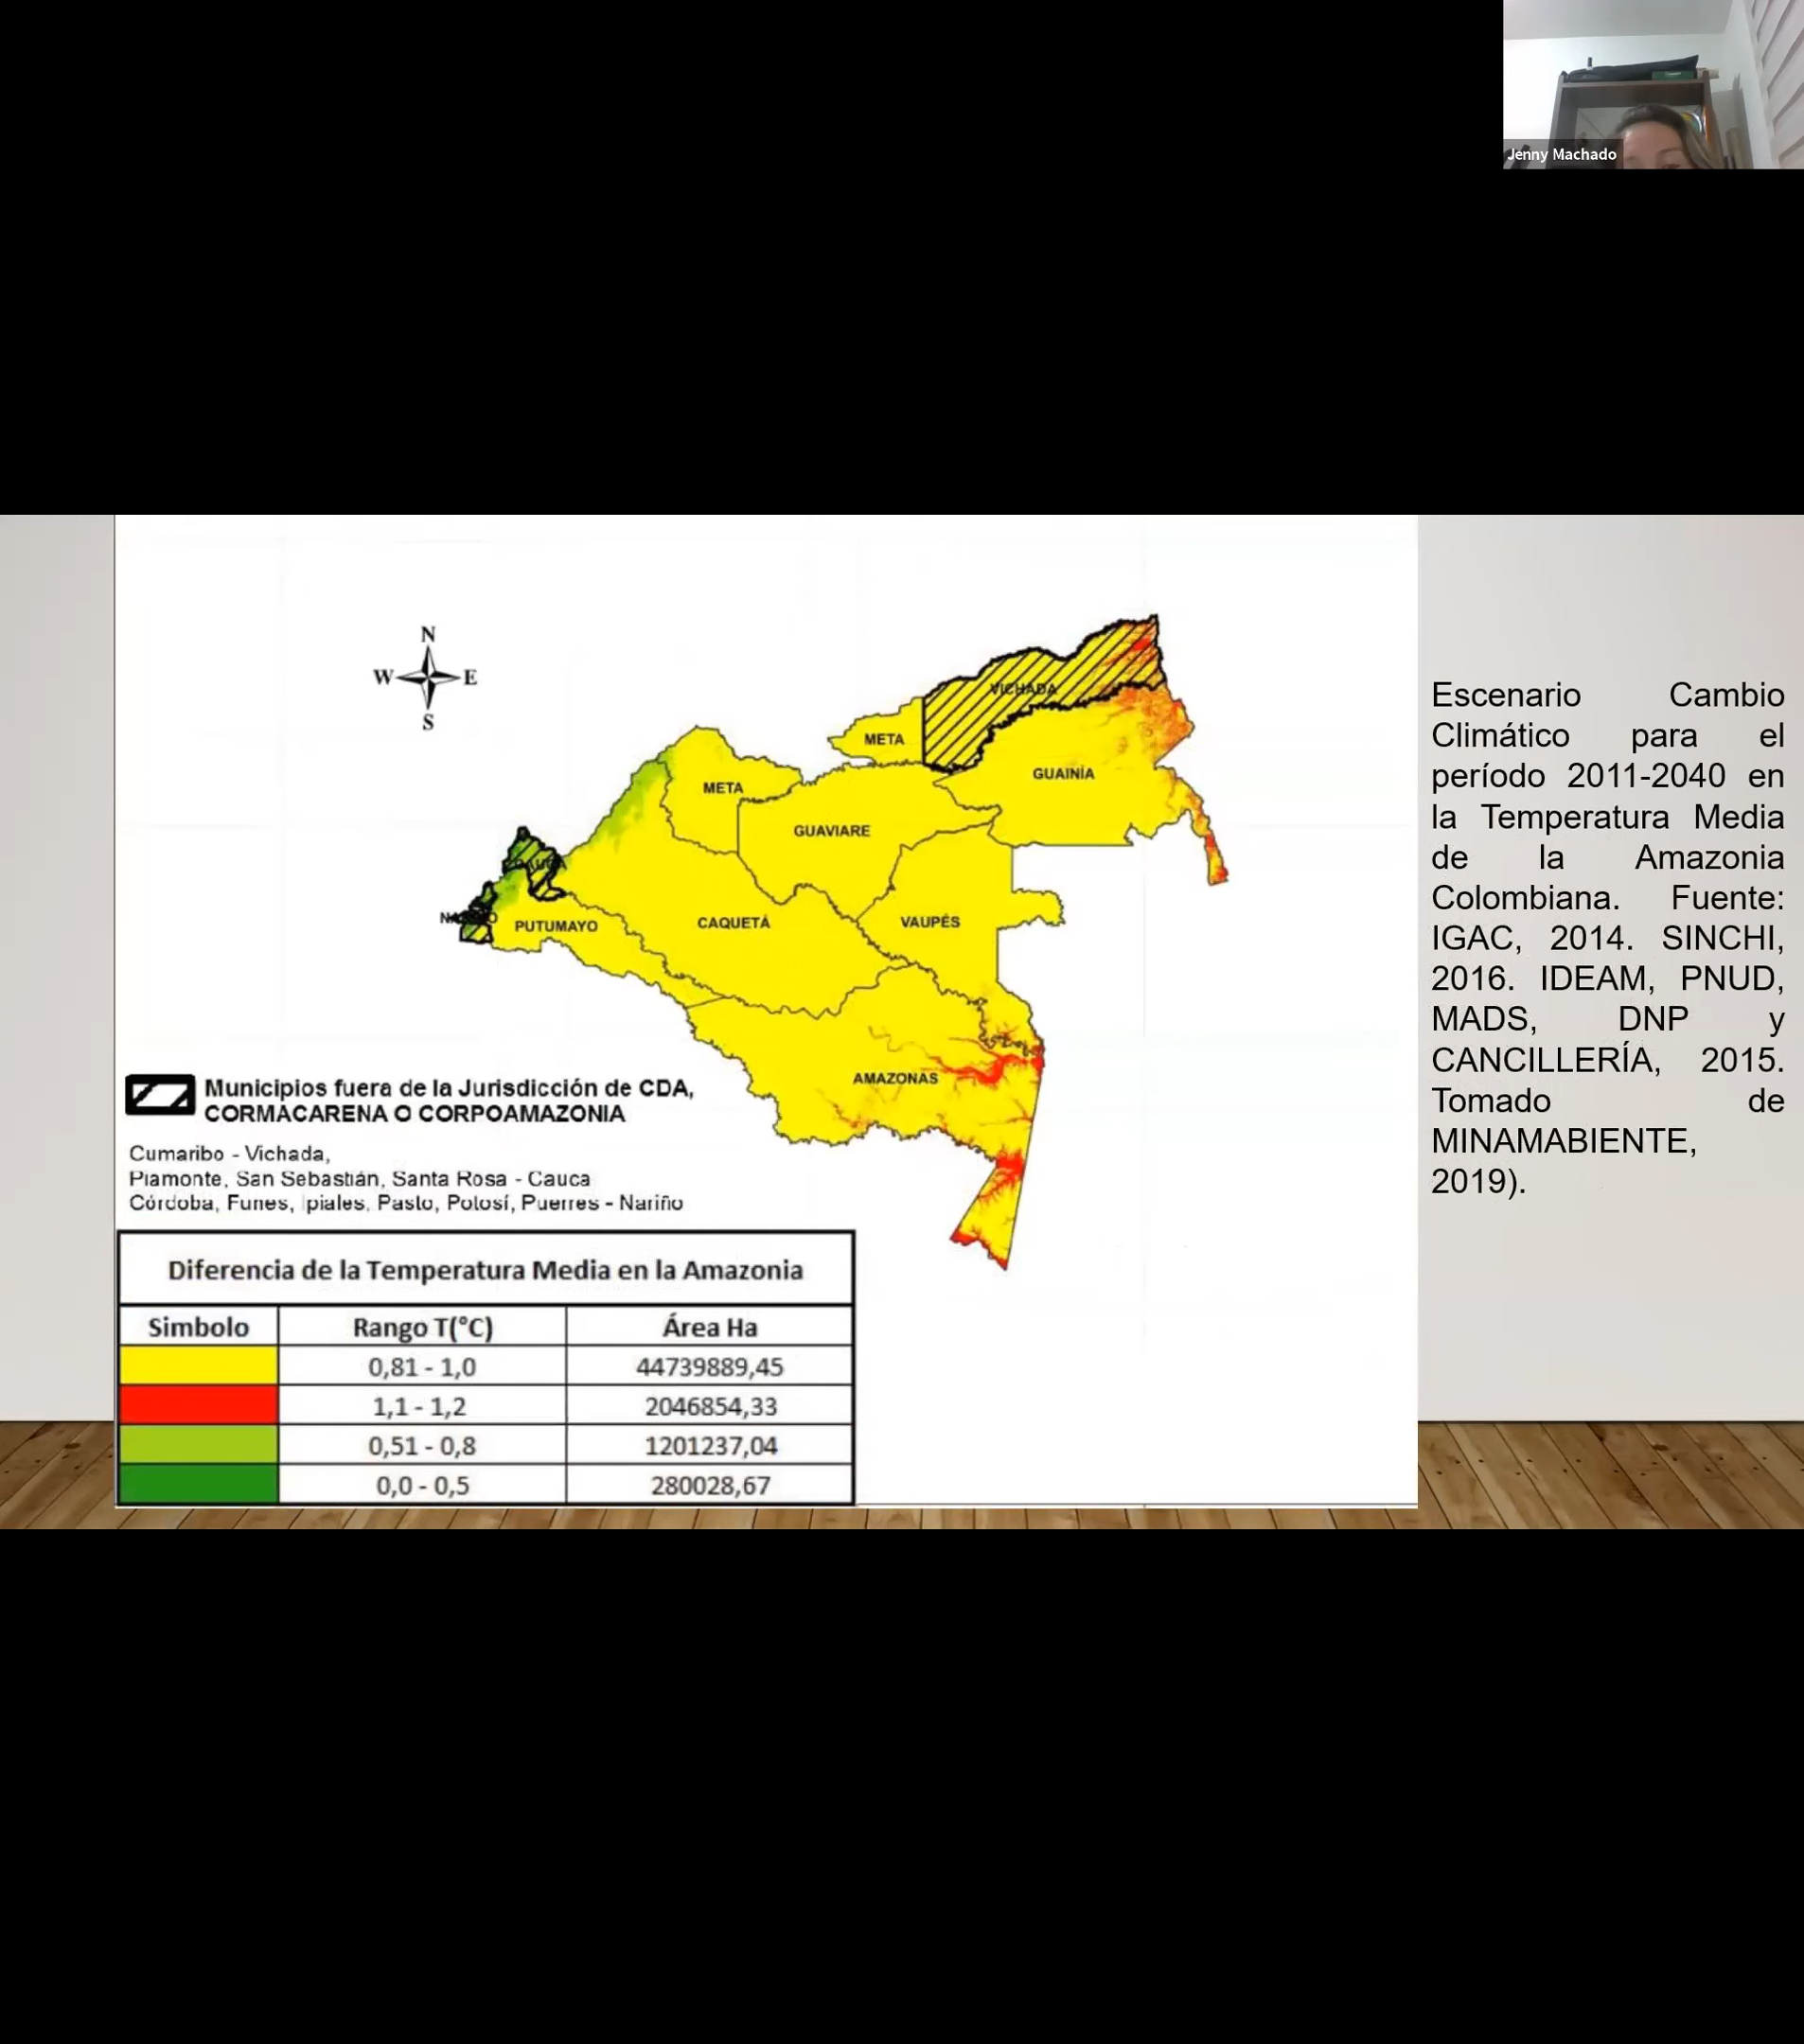 Jenny Machado
N
W E
S
VICHADA
META
GUAINÍA
META
GUAVIARE
PUTUMAYO
CAQUETÁ
VAUPÉS
AMAZONAS
Municipios fuera de la Jurisdicción de CDA,
CORMACARENA O CORPOAMAZONIA
Cumaribo - Vichada,
Piamonte, San Sebastián, Santa Rosa - Cauca
Córdoba, Funes, Ipiales, Pasto, Potosí, Puerres - Nariño
Diferencia de la Temperatura Media en la Amazonia
Simbolo Rango T(°C) Área Ha
0,81 - 1,0 44739889,45
1,1 - 1,2 2046854,33
0,51 - 0,8 1201237,04
0,0 - 0,5 280028,67
Escenario Cambio
Climático para el
período 2011-2040 en
la Temperatura Media
de la Amazonia
Colombiana. Fuente:
IGAC, 2014. SINCHI,
2016. IDEAM, PNUD,
MADS, DNP y
CANCILLERÍA, 2015.
Tomado de
MINAMABIENTE,
2019).